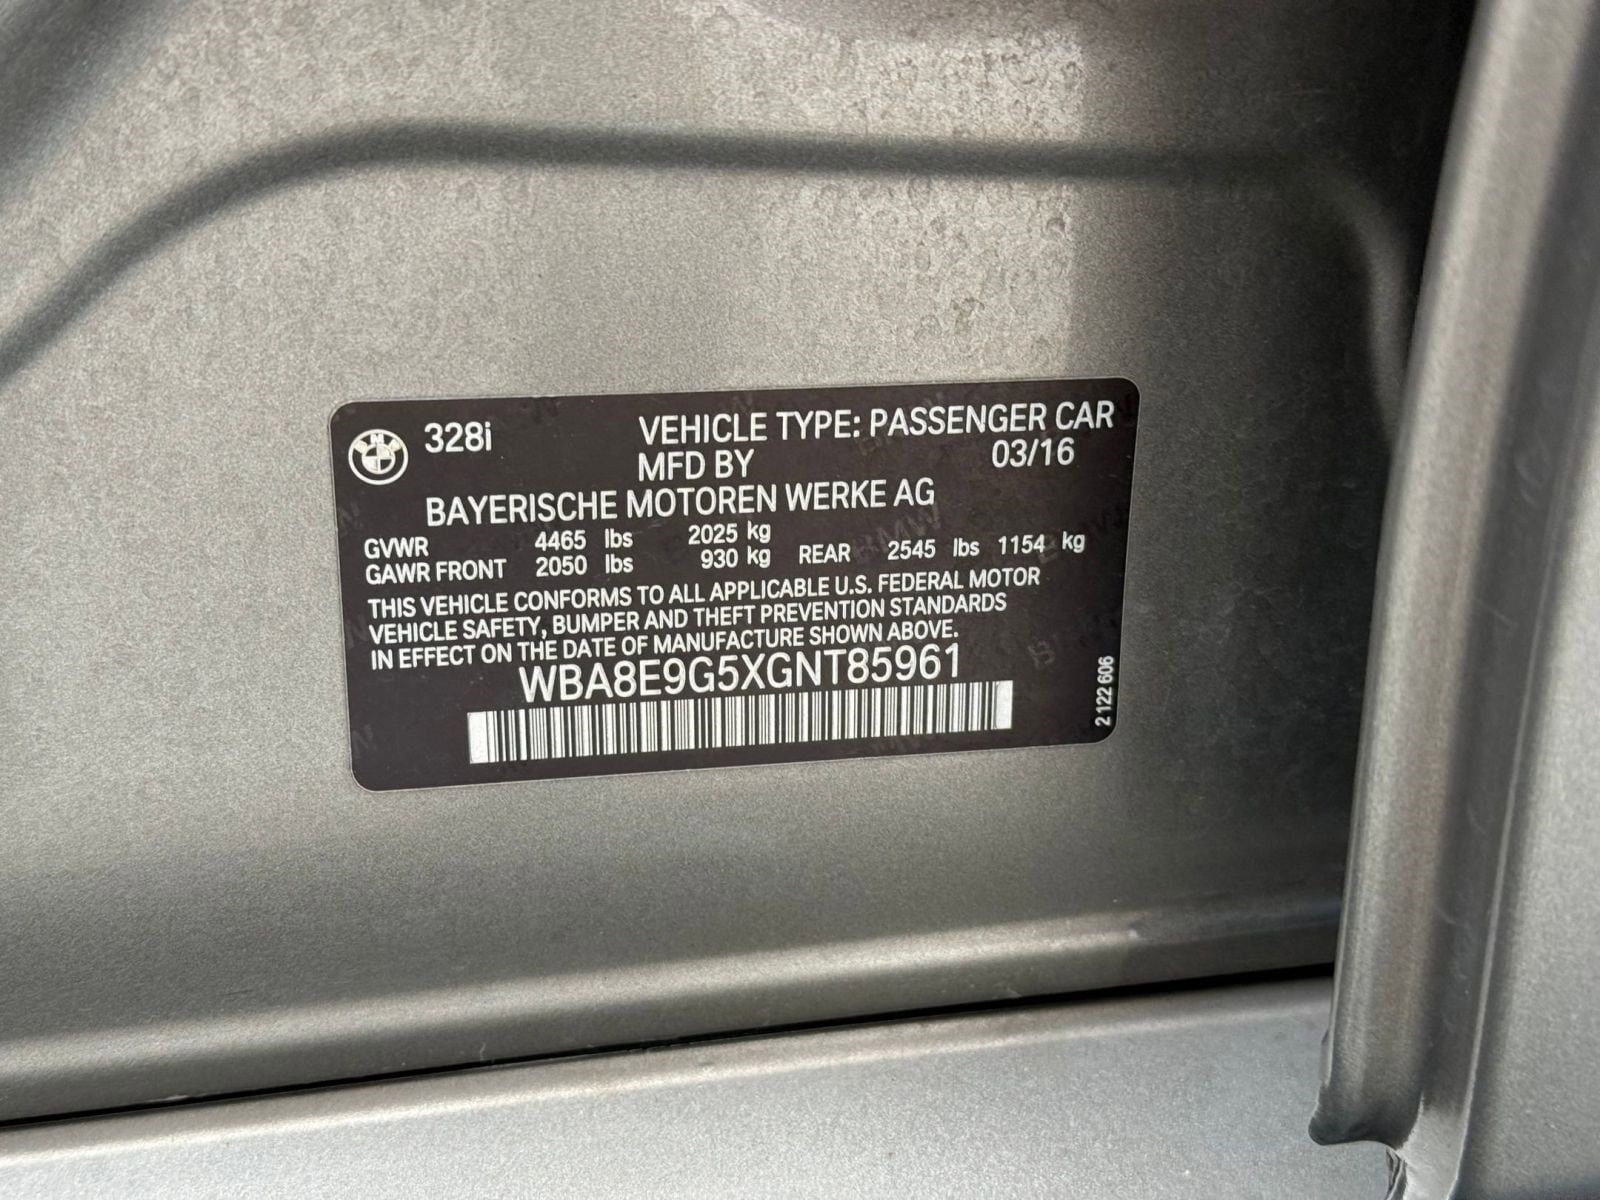 328i VEHICLE TYPE: PASSENGER CAR
MFD BY 03/16
BAYERISCHE MOTOREN WERKE AG
GVWR 4465 lbs 2025 kg
GAWR FRONT 2050 lbs 930 kg REAR 2545 lbs 1154 kg
THIS VEHICLE CONFORMS TO ALL APPLICABLE U.S. FEDERAL MOTOR
VEHICLE SAFETY, BUMPER AND THEFT PREVENTION STANDARDS
IN EFFECT ON THE DATE OF MANUFACTURE SHOWN ABOVE.
WBA8E9G5XGNT85961
2 122 606
BMW